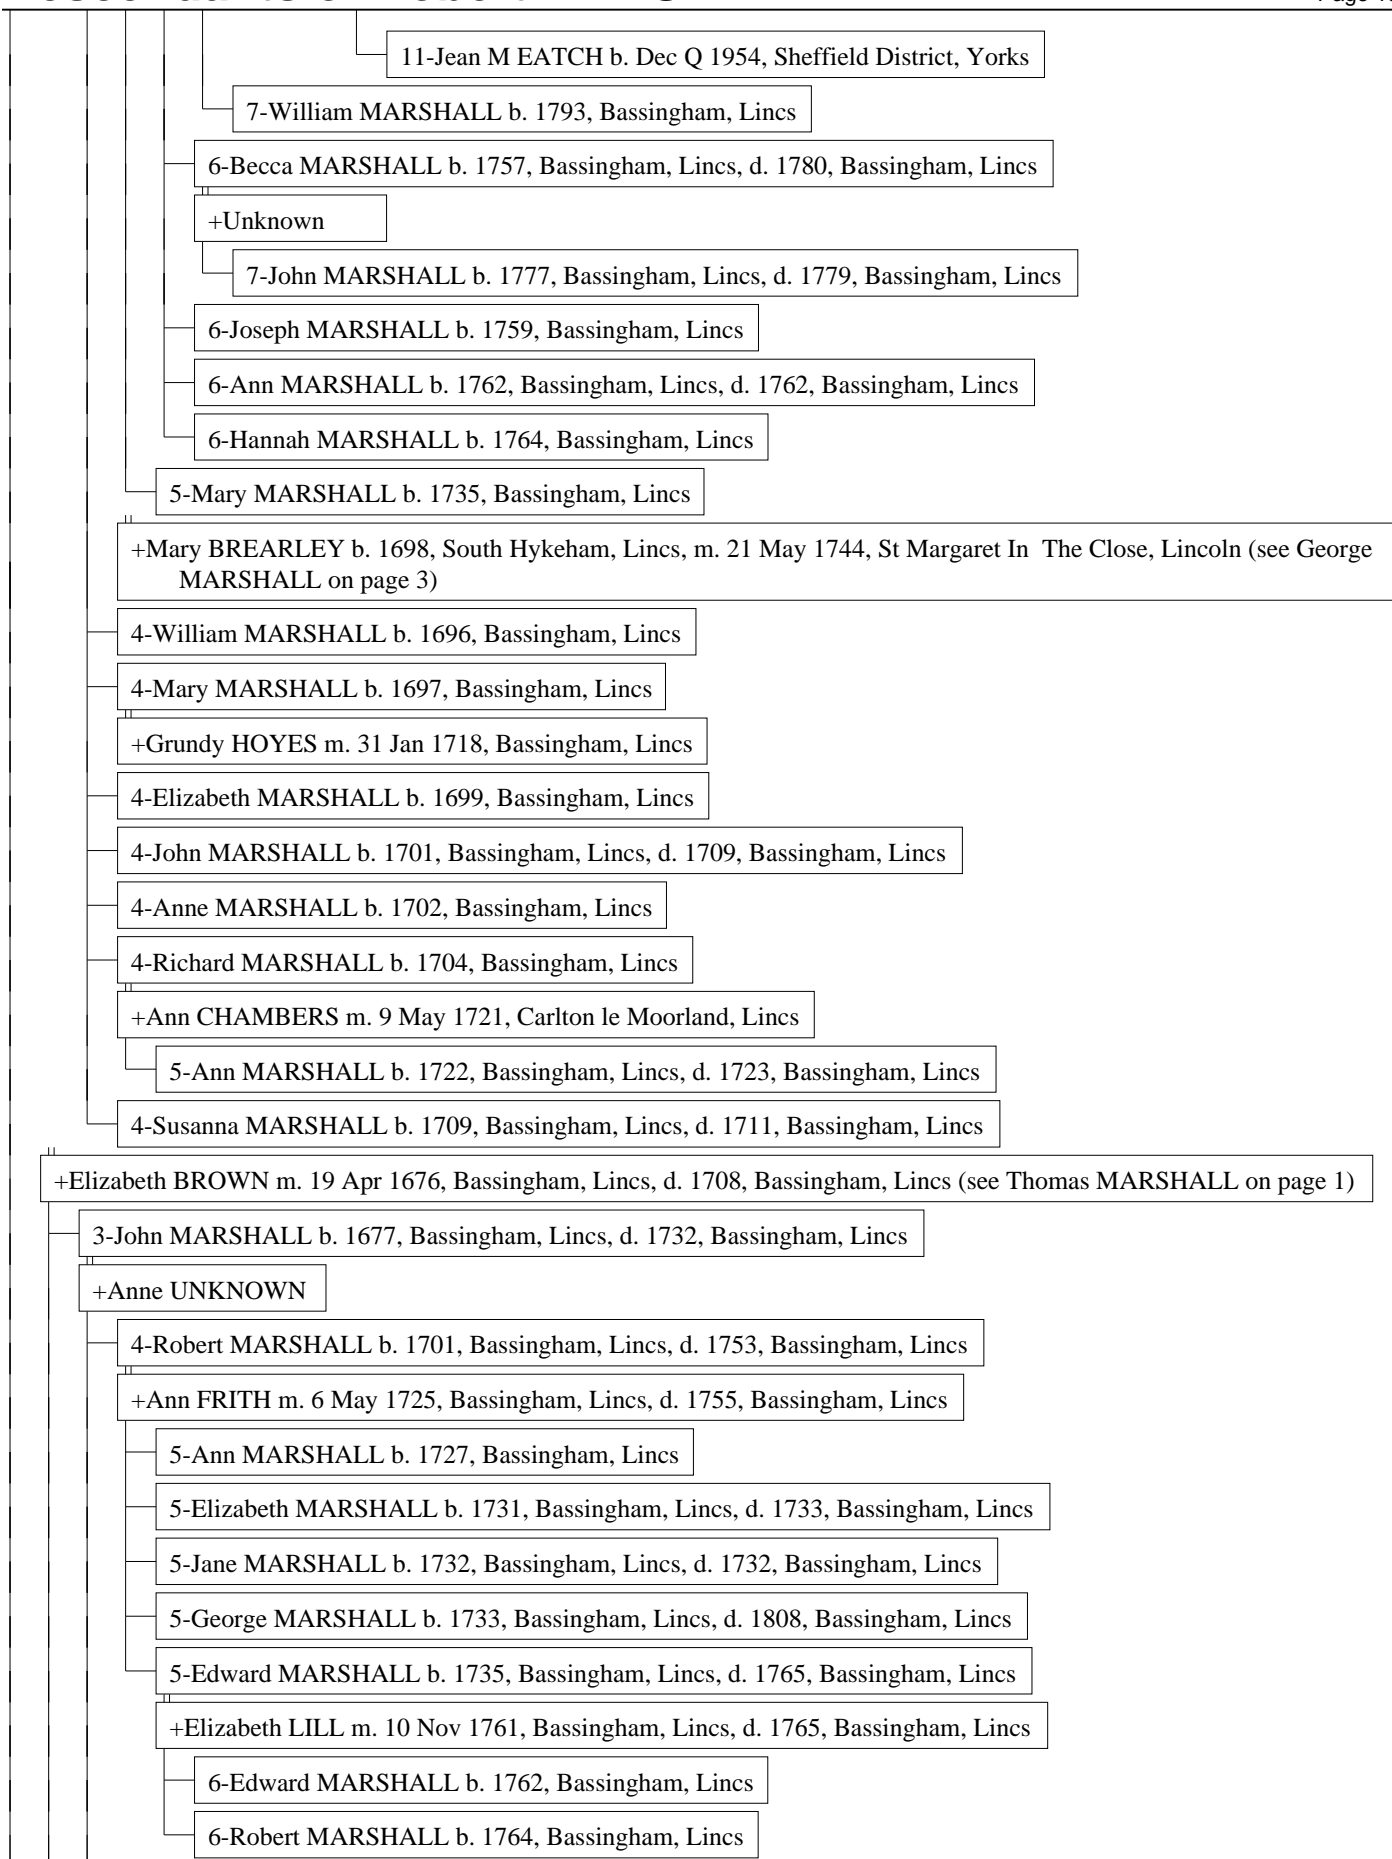 11-Jean M EATCH b. Dec Q 1954, Sheffield District, Yorks
7-William MARSHALL b. 1793, Bassingham, Lincs
6-Becca MARSHALL b. 1757, Bassingham, Lincs, d. 1780, Bassingham, Lincs
+Unknown
7-John MARSHALL b. 1777, Bassingham, Lincs, d. 1779, Bassingham, Lincs
6-Joseph MARSHALL b. 1759, Bassingham, Lincs
6-Ann MARSHALL b. 1762, Bassingham, Lincs, d. 1762, Bassingham, Lincs
6-Hannah MARSHALL b. 1764, Bassingham, Lincs
5-Mary MARSHALL b. 1735, Bassingham, Lincs
+Mary BREARLEY b. 1698, South Hykeham, Lincs, m. 21 May 1744, St Margaret In  The Close, Lincoln (see George
MARSHALL on page 3)
4-William MARSHALL b. 1696, Bassingham, Lincs
4-Mary MARSHALL b. 1697, Bassingham, Lincs
+Grundy HOYES m. 31 Jan 1718, Bassingham, Lincs
4-Elizabeth MARSHALL b. 1699, Bassingham, Lincs
4-John MARSHALL b. 1701, Bassingham, Lincs, d. 1709, Bassingham, Lincs
4-Anne MARSHALL b. 1702, Bassingham, Lincs
4-Richard MARSHALL b. 1704, Bassingham, Lincs
+Ann CHAMBERS m. 9 May 1721, Carlton le Moorland, Lincs
5-Ann MARSHALL b. 1722, Bassingham, Lincs, d. 1723, Bassingham, Lincs
4-Susanna MARSHALL b. 1709, Bassingham, Lincs, d. 1711, Bassingham, Lincs
+Elizabeth BROWN m. 19 Apr 1676, Bassingham, Lincs, d. 1708, Bassingham, Lincs (see Thomas MARSHALL on page 1)
3-John MARSHALL b. 1677, Bassingham, Lincs, d. 1732, Bassingham, Lincs
+Anne UNKNOWN
4-Robert MARSHALL b. 1701, Bassingham, Lincs, d. 1753, Bassingham, Lincs
+Ann FRITH m. 6 May 1725, Bassingham, Lincs, d. 1755, Bassingham, Lincs
5-Ann MARSHALL b. 1727, Bassingham, Lincs
5-Elizabeth MARSHALL b. 1731, Bassingham, Lincs, d. 1733, Bassingham, Lincs
5-Jane MARSHALL b. 1732, Bassingham, Lincs, d. 1732, Bassingham, Lincs
5-George MARSHALL b. 1733, Bassingham, Lincs, d. 1808, Bassingham, Lincs
5-Edward MARSHALL b. 1735, Bassingham, Lincs, d. 1765, Bassingham, Lincs
+Elizabeth LILL m. 10 Nov 1761, Bassingham, Lincs, d. 1765, Bassingham, Lincs
6-Edward MARSHALL b. 1762, Bassingham, Lincs
6-Robert MARSHALL b. 1764, Bassingham, Lincs